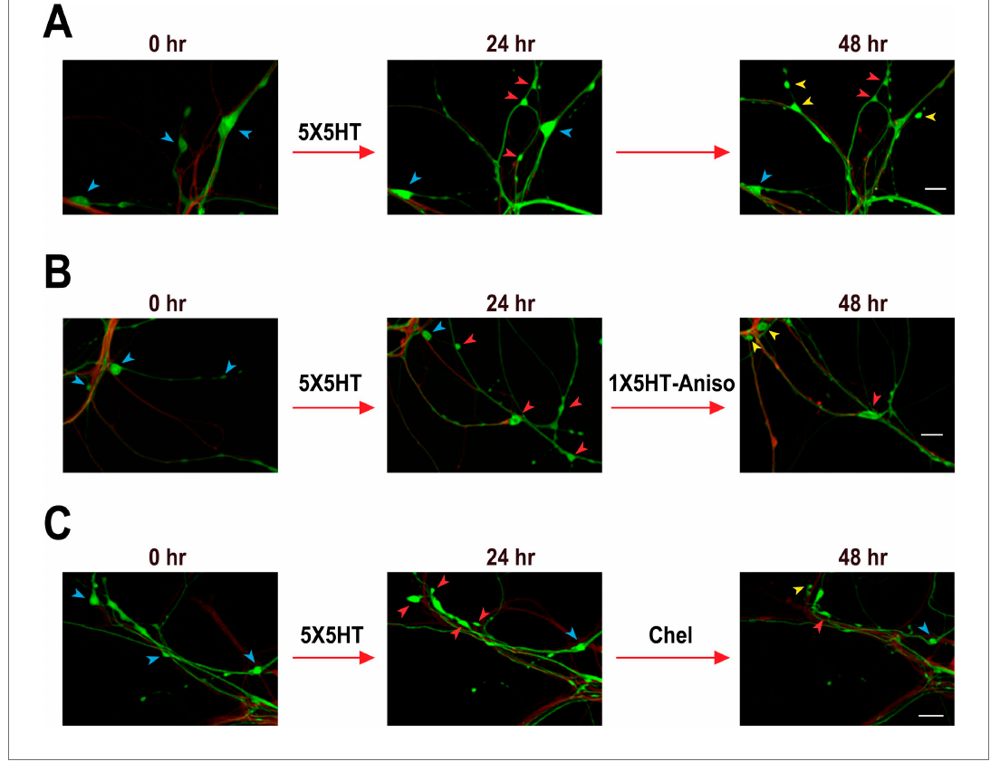 A
0 hr 24 hr 48 hr
5X5HT
B
0 hr 24 hr 48 hr
5X5HT 1X5HT-Aniso
C
0 hr 24 hr 48 hr
5X5HT Chel